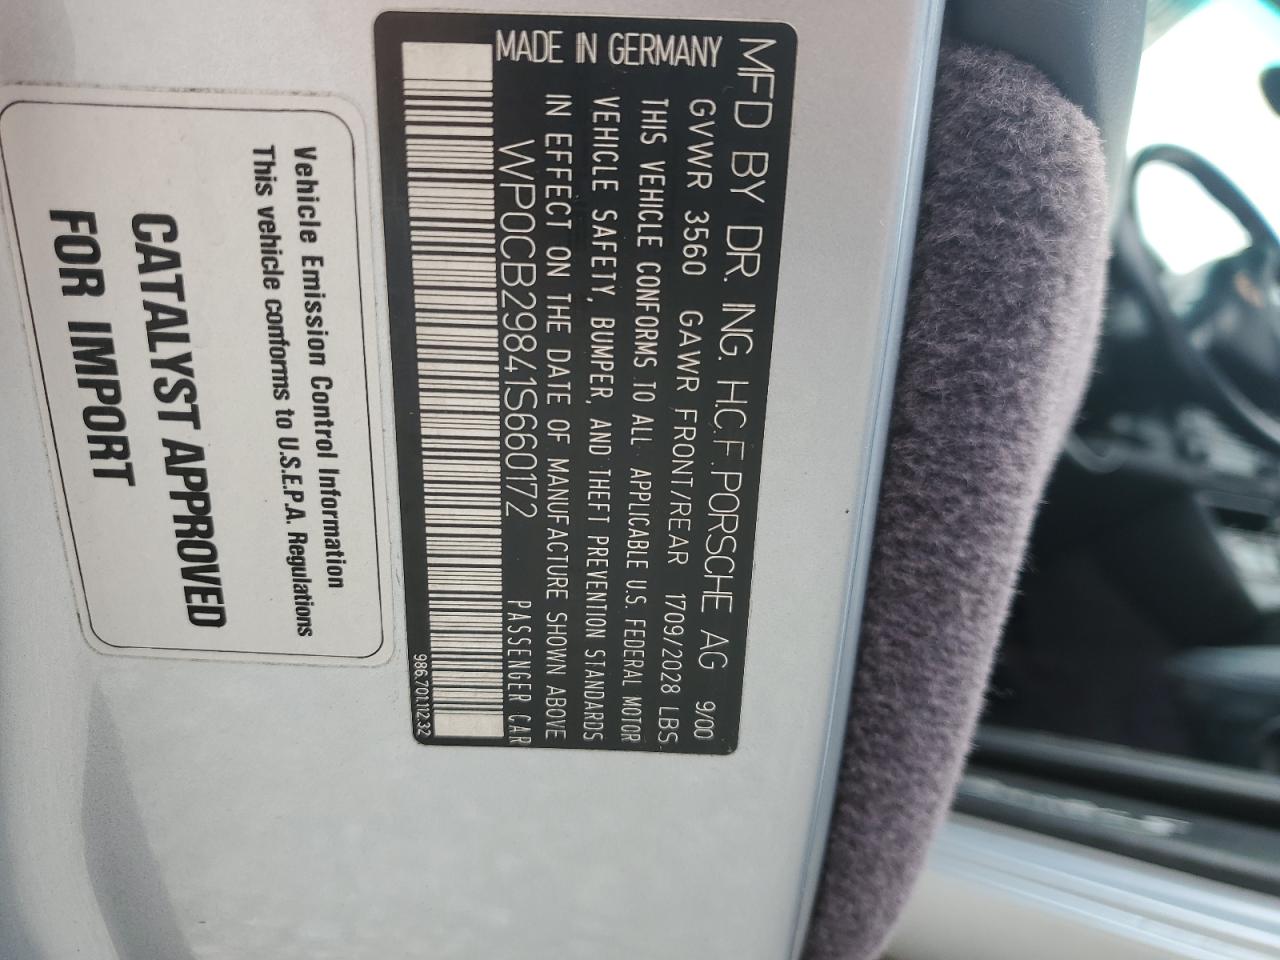 MFD BY DR. ING. H.C.F. PORSCHE AG 9/00
MADE IN GERMANY
GVWR 3560 GAWR FRONT/REAR 1709/2028 LBS.
THIS VEHICLE CONFORMS TO ALL APPLICABLE U.S. FEDERAL MOTOR
VEHICLE SAFETY, BUMPER, AND THEFT PREVENTION STANDARDS
IN EFFECT ON THE DATE OF MANUFACTURE SHOWN ABOVE
WP0CB29841S660172 PASSENGER CAR
986.701.112.32
Vehicle Emission Control Information
This vehicle conforms to U.S.E.P.A. Regulations
CATALYST APPROVED
FOR IMPORT